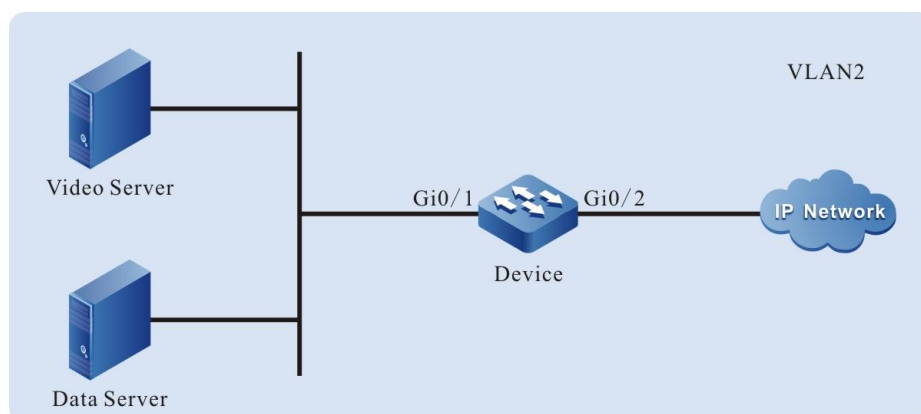 VLAN2
Video Server
Gi0/1
Gi0/2
IP Network
Device
Data Server